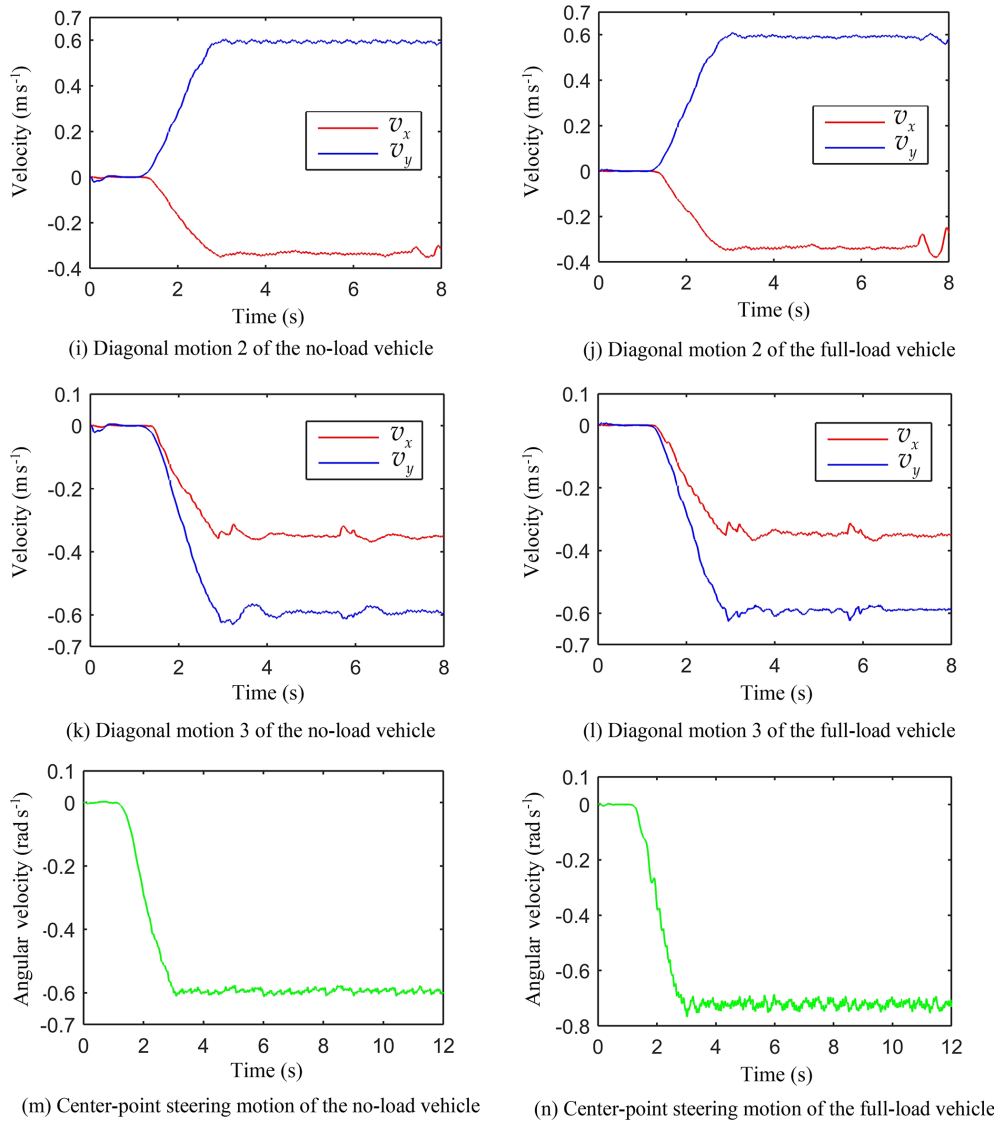 0.7
0.6
0.4
0.2
0
-0.2
-0.4
Velocity (m s-1)
vx
vy
0 2 4 6 8
Time (s)
(i) Diagonal motion 2 of the no-load vehicle
0.7
0.6
0.4
0.2
0
-0.2
-0.4
Velocity (m s-1)
vx
vy
0 2 4 6 8
Time (s)
(j) Diagonal motion 2 of the full-load vehicle
0.1
0
-0.2
-0.4
-0.6
-0.7
Velocity (m s-1)
vx
vy
0 2 4 6 8
Time (s)
(k) Diagonal motion 3 of the no-load vehicle
0.1
0
-0.2
-0.4
-0.6
-0.7
Velocity (m s-1)
vx
vy
0 2 4 6 8
Time (s)
(l) Diagonal motion 3 of the full-load vehicle
0.1
0
-0.2
-0.4
-0.6
-0.7
Angular velocity (rad s-1)
0 2 4 6 8 10 12
Time (s)
(m) Center-point steering motion of the no-load vehicle
0.1
0
-0.2
-0.4
-0.6
-0.8
Angular velocity (rad s-1)
0 2 4 6 8 10 12
Time (s)
(n) Center-point steering motion of the full-load vehicle